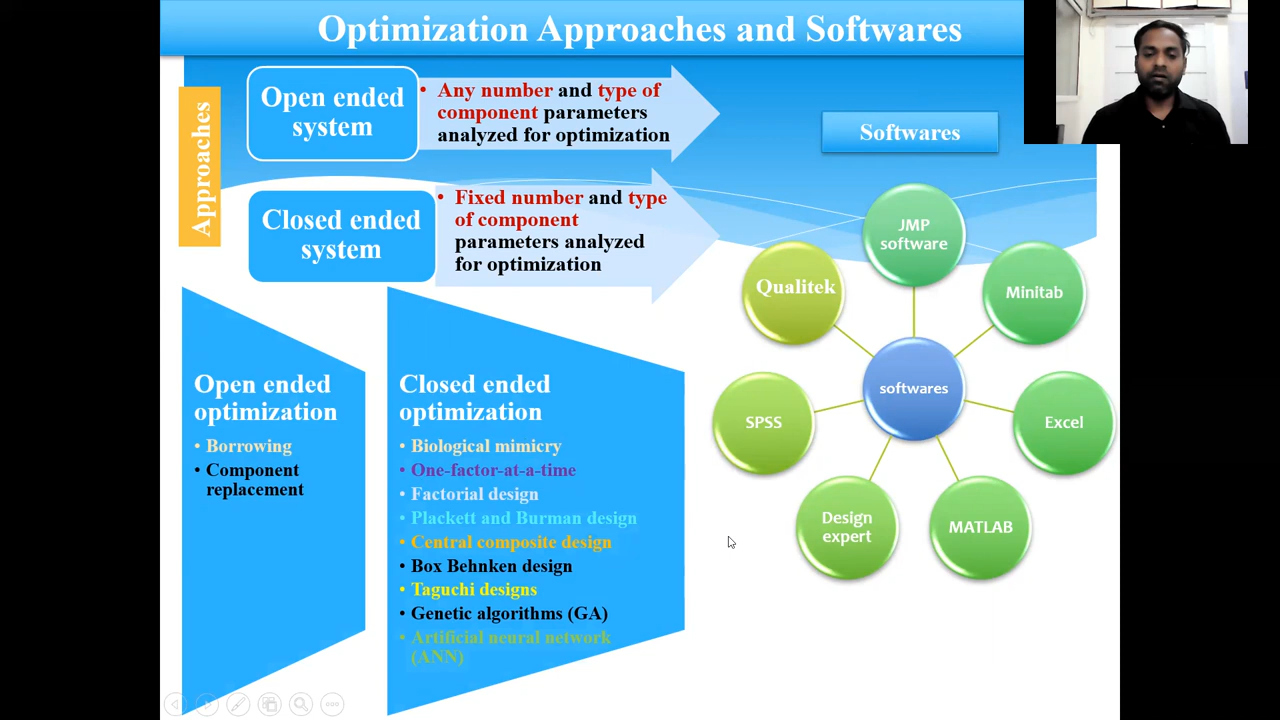 Optimization Approaches and Softwares
Approaches
Open ended
system
• Any number and type of
component parameters
analyzed for optimization
Closed ended
system
• Fixed number and type
of component
parameters analyzed
for optimization
Open ended
optimization
• Borrowing
• Component
replacement
Closed ended
optimization
• Biological mimicry
• One-factor-at-a-time
• Factorial design
• Plackett and Burman design
• Central composite design
• Box Behnken design
• Taguchi designs
• Genetic algorithms (GA)
• Artificial neural network
(ANN)
Softwares
softwares
JMP
software
Minitab
Excel
MATLAB
Design
expert
SPSS
Qualitek